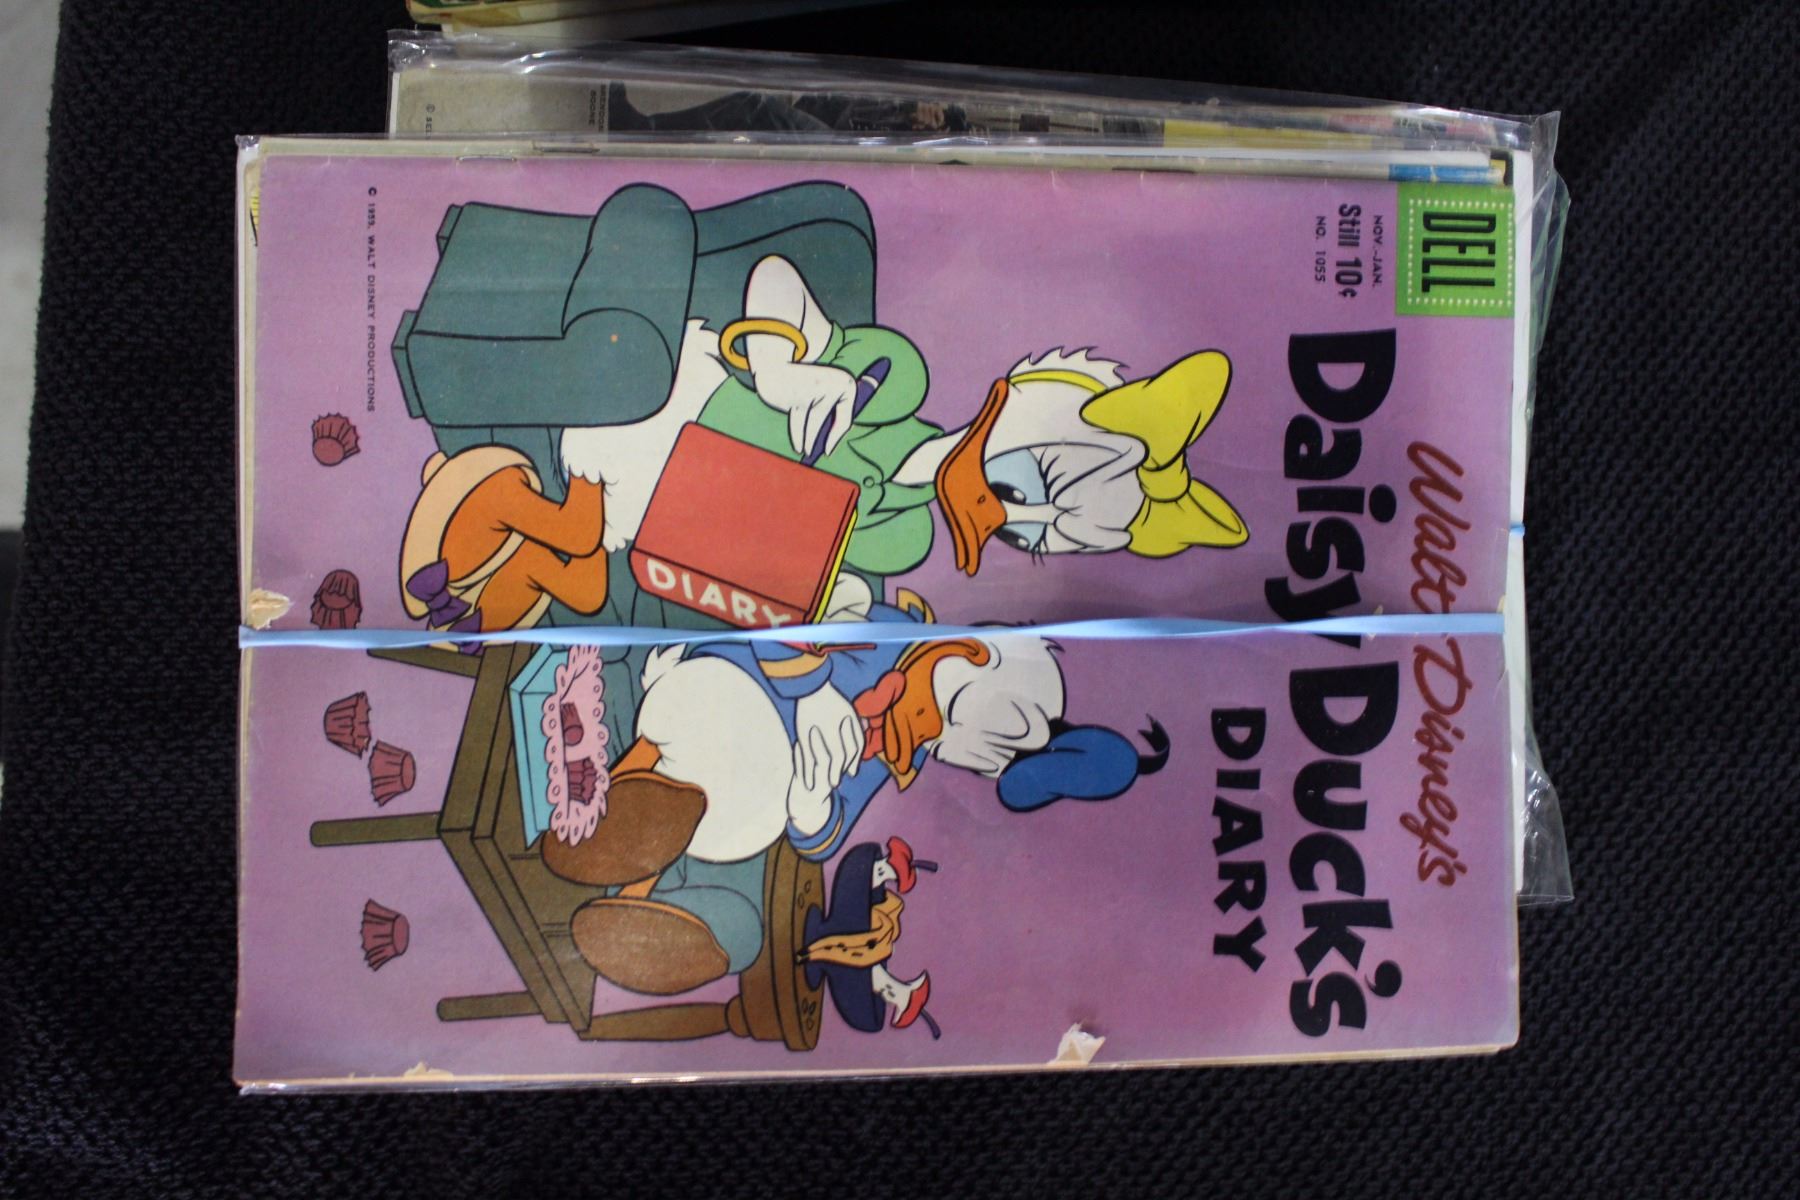 DELL
NOV.-JAN.
Still 10¢
NO. 1055
Walt Disney's
Daisy Duck's
DIARY
DIARY
© 1959, WALT DISNEY PRODUCTIONS